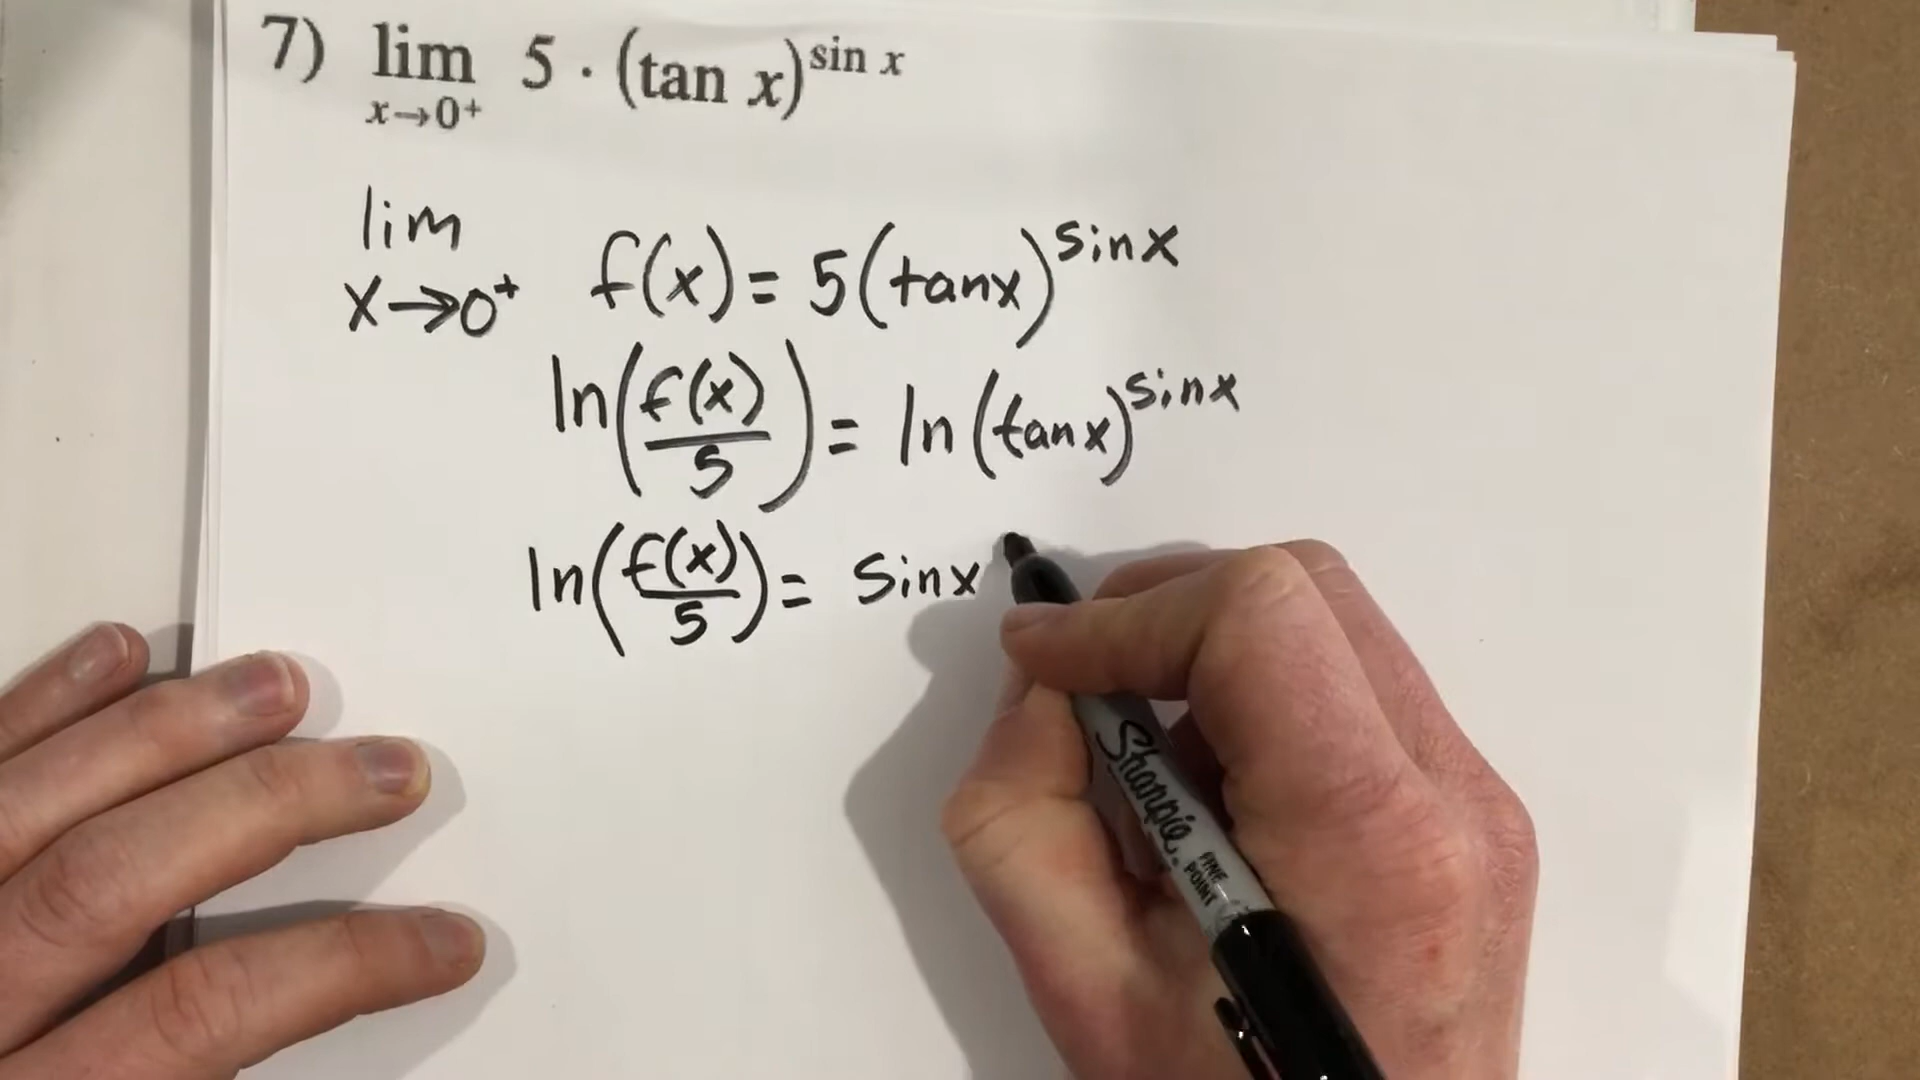 7) lim 5 · (tan x)^sin x
x→0⁺
lim
x→0⁺ f(x) = 5(tanx)^sinx
ln(f(x)/5) = ln(tanx)^sinx
ln(f(x)/5) = sinx
Sharpie.
FINE
POINT